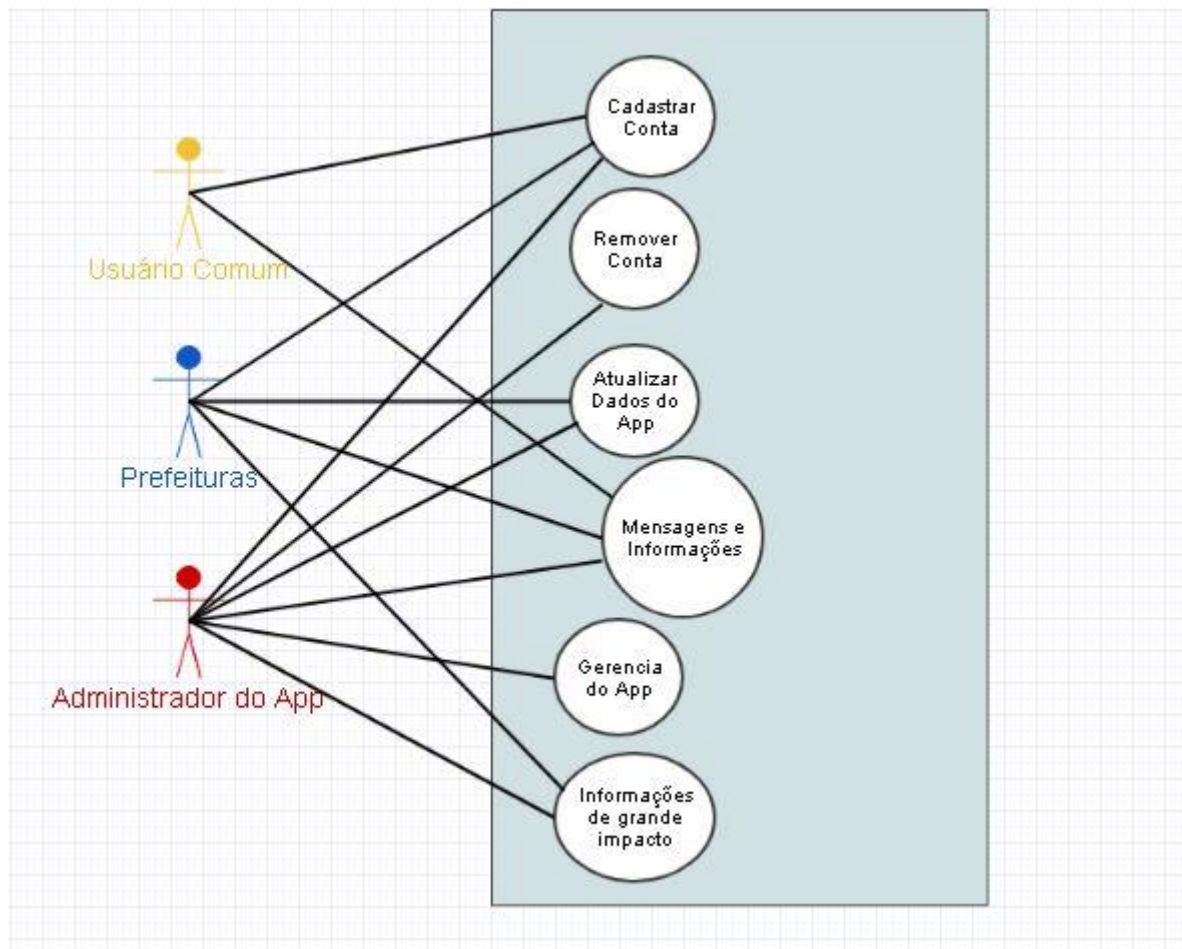 Cadastrar
Conta
Usuário Comum
Remover
Conta
Prefeituras
Atualizar
Dados do
App
Mensagens e
Informações
Administrador do App
Gerencia
do App
Informações
de grande
impacto